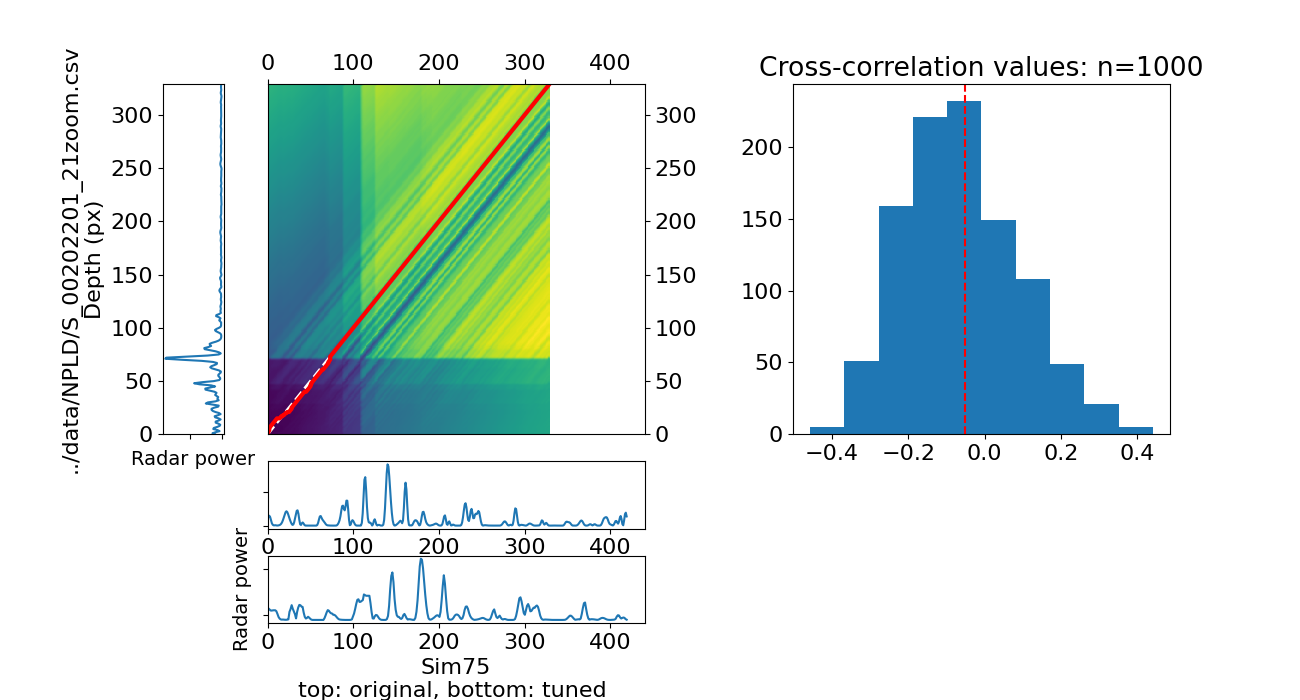 0 100 200 300 400
Cross-correlation values: n=1000
../data/NPLD/S_00202201_21zoom.csv
Depth (px)
300
250
200
150
100
50
0
300
250
200
150
100
50
0
200
150
100
50
0
−0.4 −0.2 0.0 0.2 0.4
Radar power
0 100 200 300 400
Radar power
0 100 200 300 400
Sim75
top: original, bottom: tuned